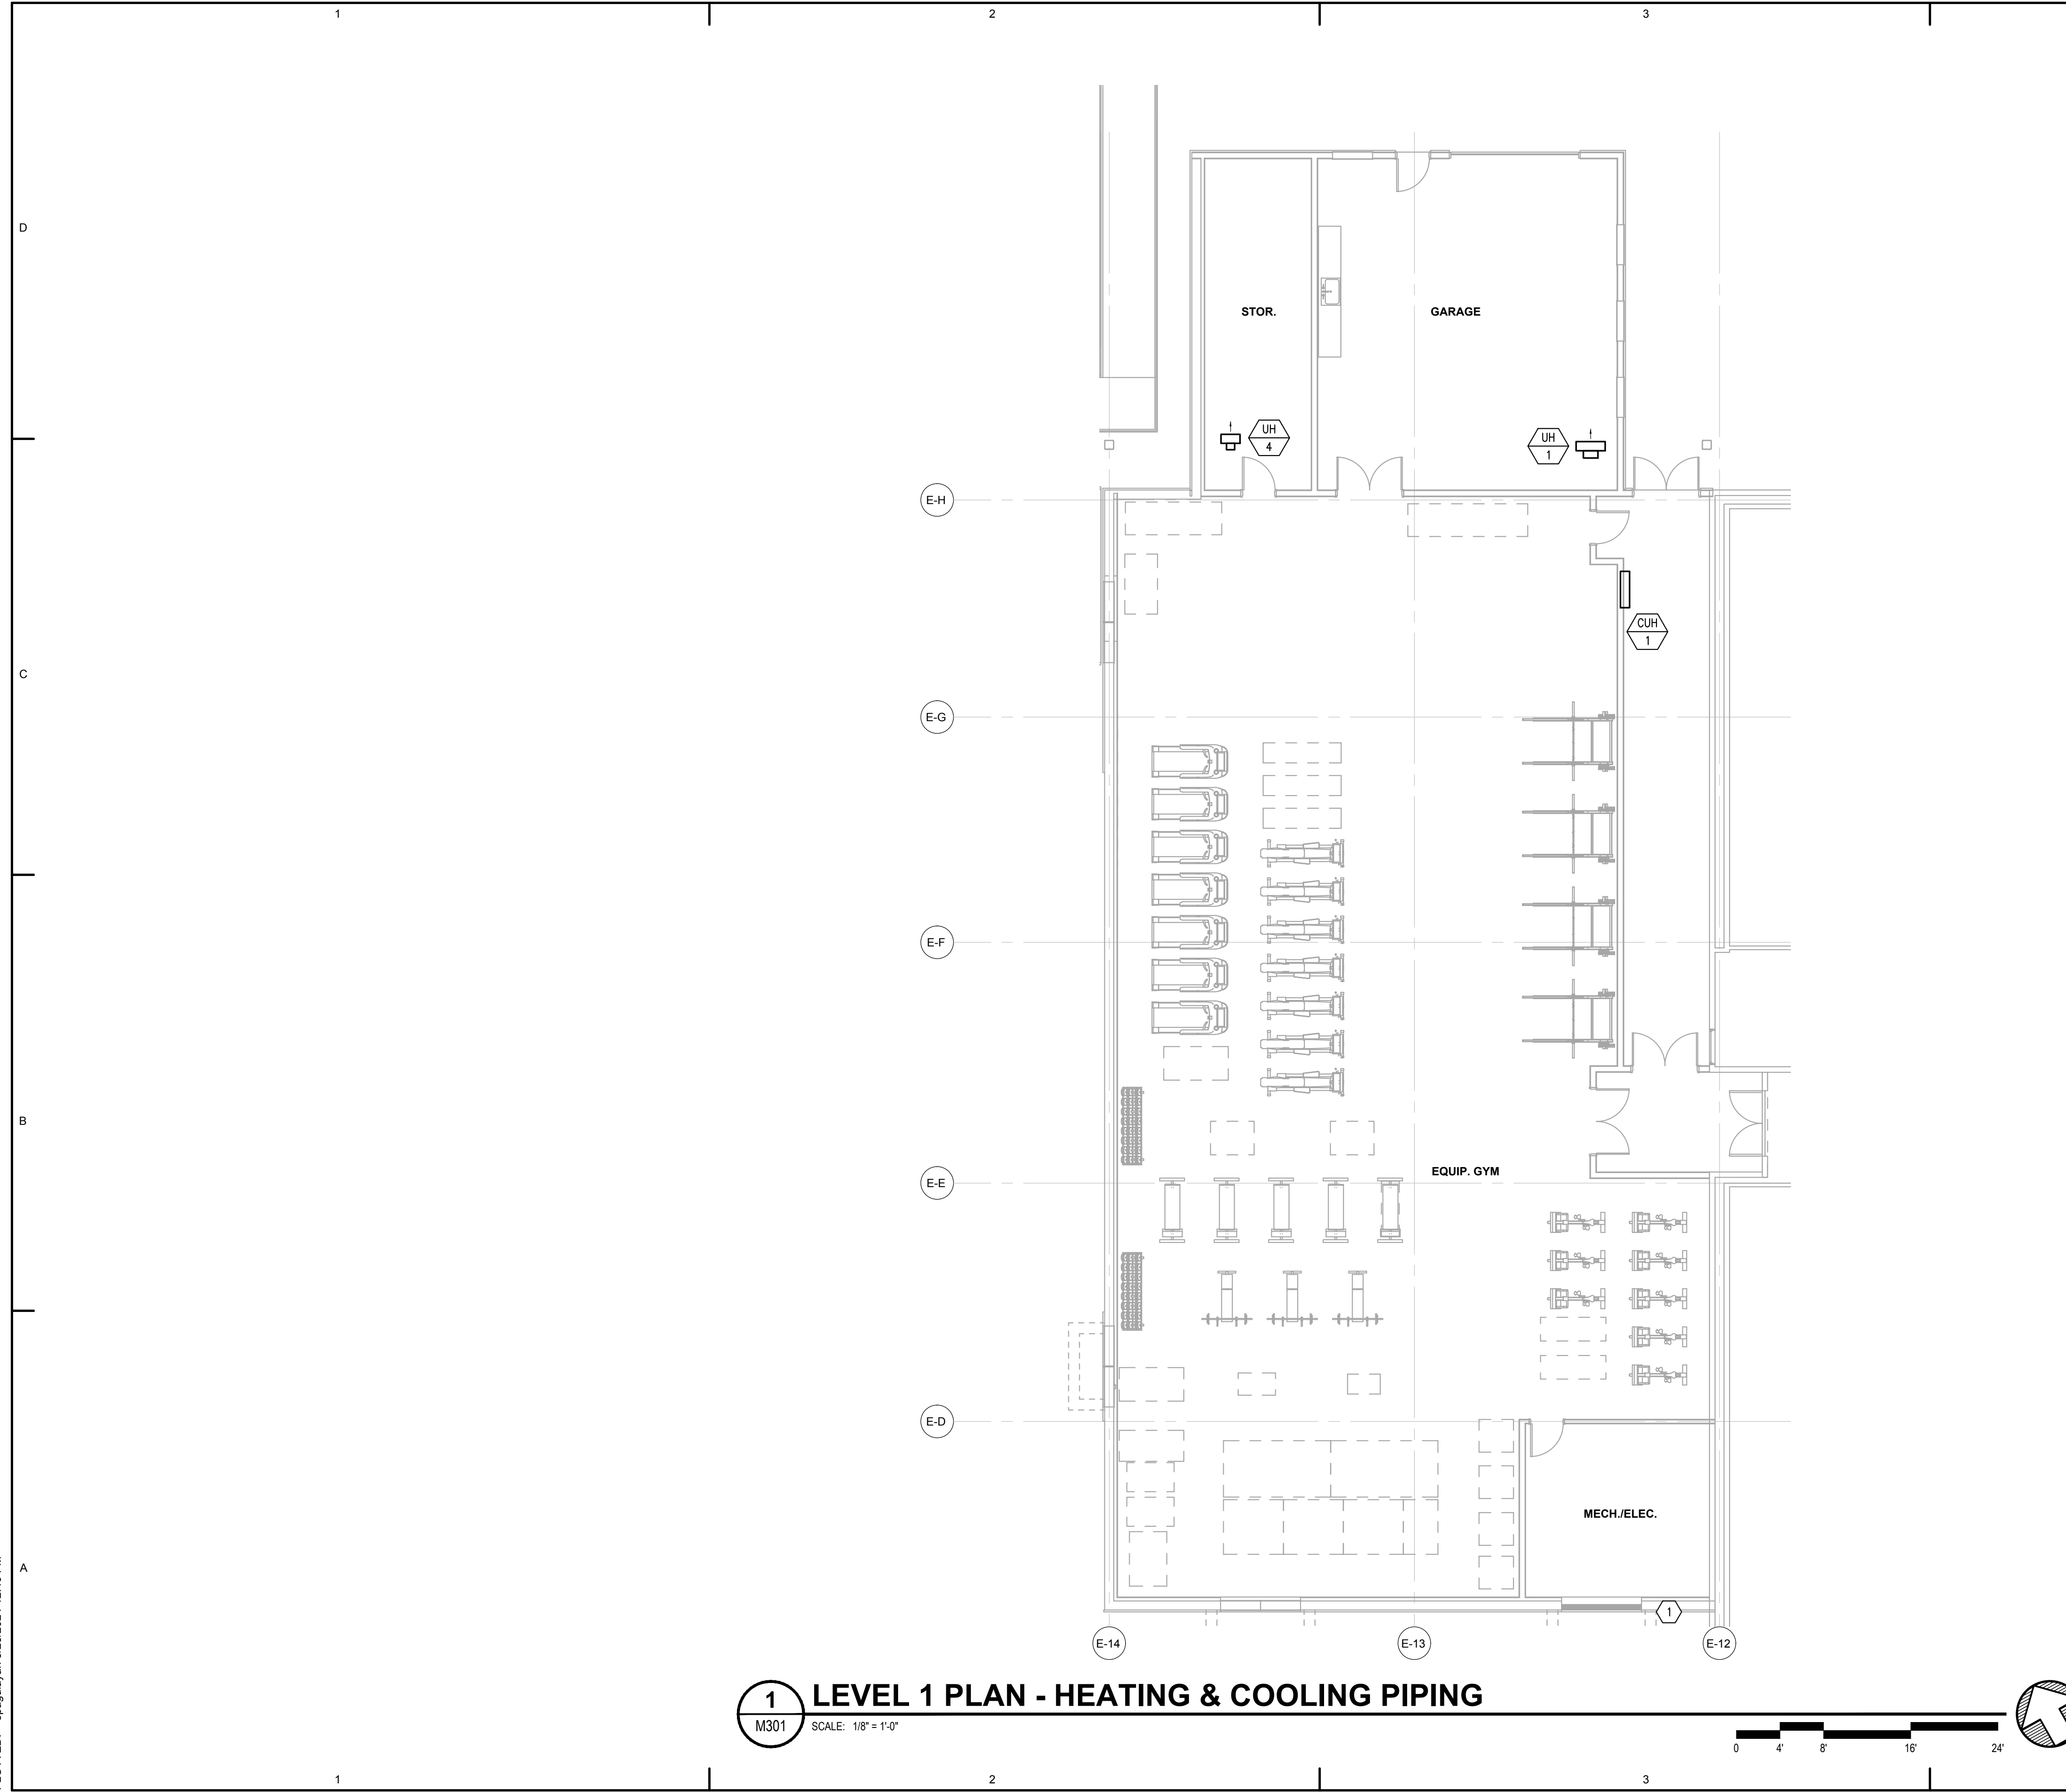 1
2
3
D
STOR.
GARAGE
UH
4
UH
1
E-H
CUH
1
C
E-G
E-F
B
EQUIP. GYM
E-E
E-D
MECH./ELEC.
A
1
E-14
E-13
E-12
1
M301
LEVEL 1 PLAN - HEATING & COOLING PIPING
SCALE: 1/8" = 1'-0"
0
4'
8'
16'
24'
1
2
3